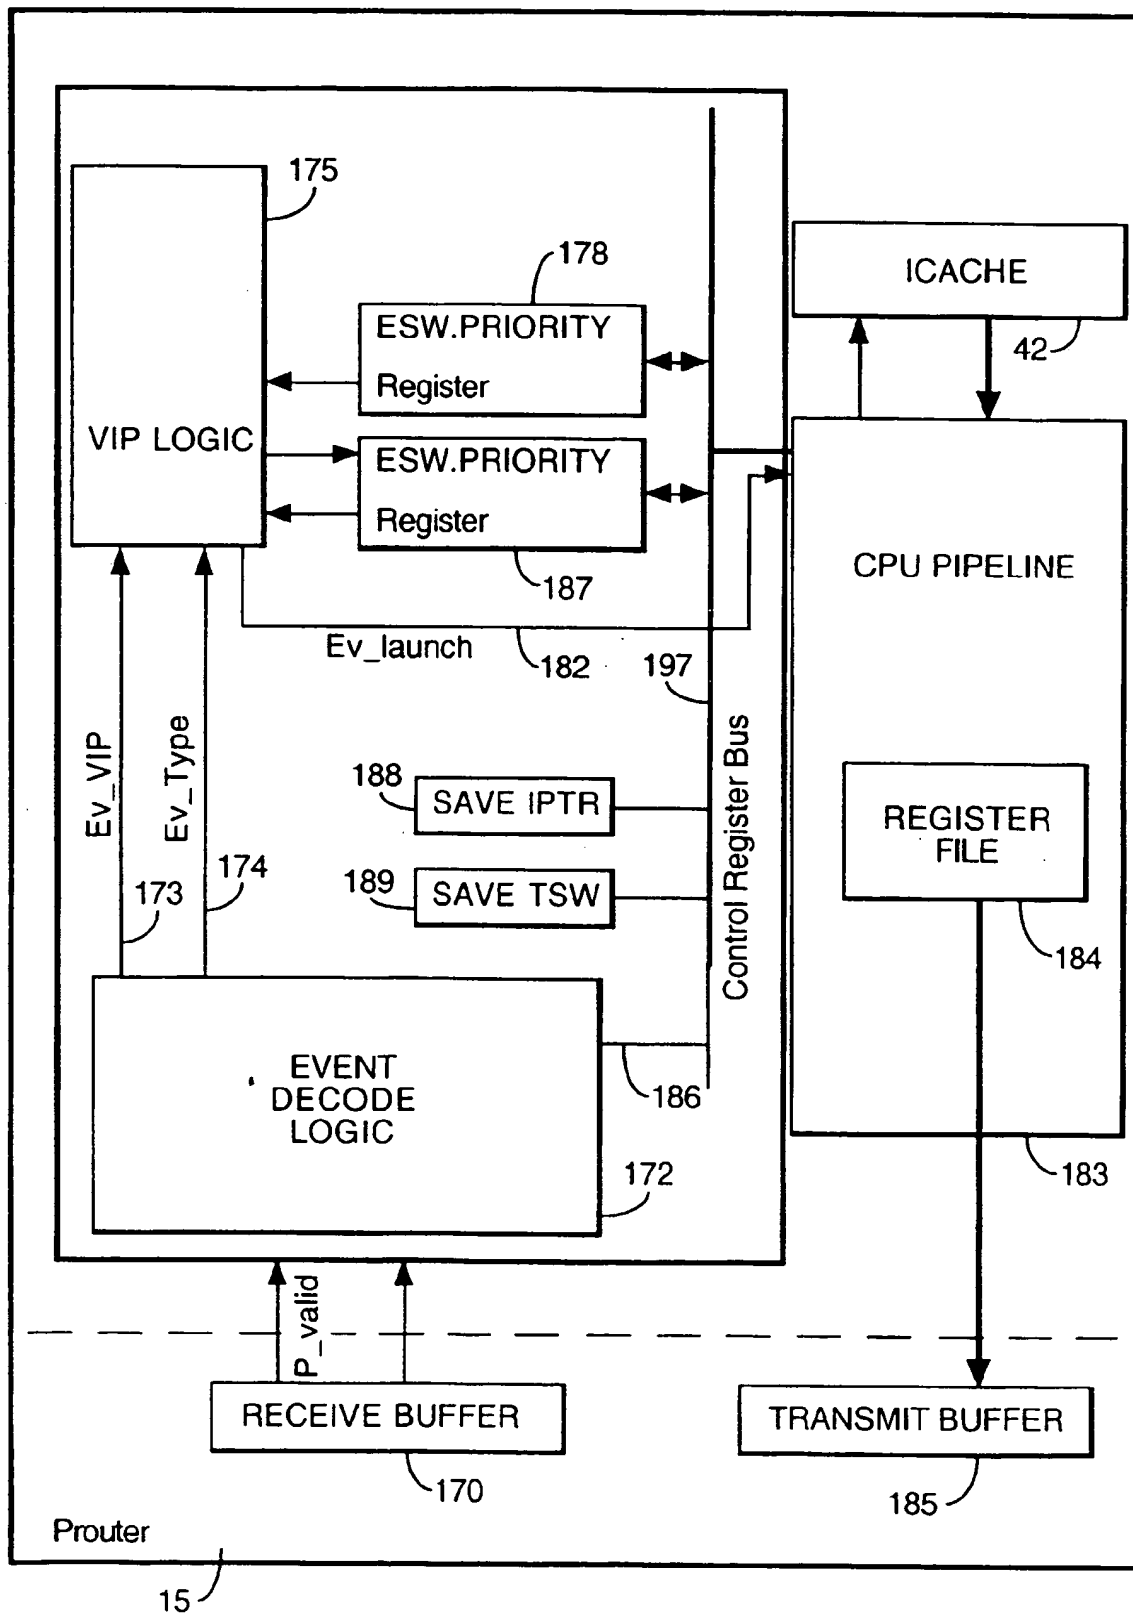 175
178
ICACHE
42
ESW.PRIORITY
Register
VIP LOGIC
ESW.PRIORITY
Register
187
CPU PIPELINE
Ev_launch
182
197
Ev_VIP
Ev_Type
Control Register Bus
188
SAVE IPTR
189
SAVE TSW
REGISTER
FILE
184
173
174
EVENT
DECODE
LOGIC
186
172
183
P_valid
RECEIVE BUFFER
170
TRANSMIT BUFFER
185
Prouter
15